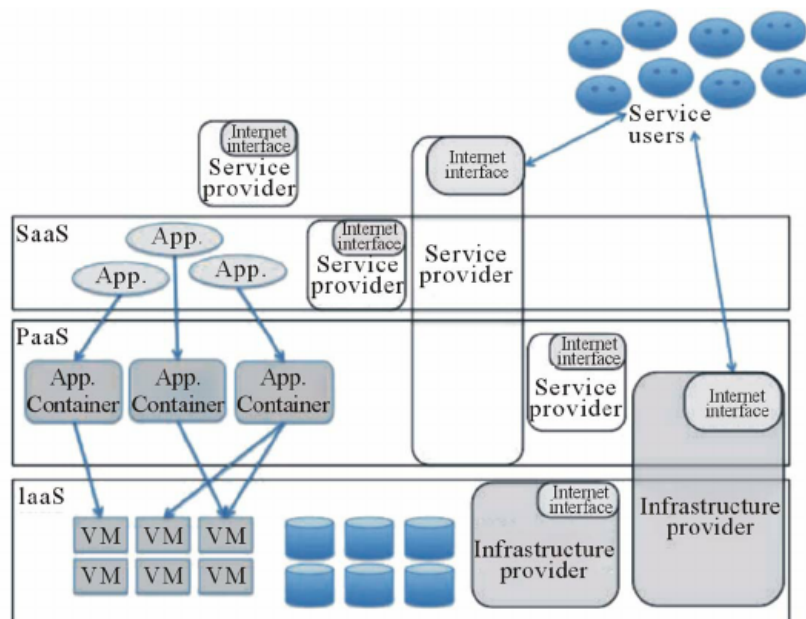 Service
users
Internet
interface
Service
provider
Internet
interface
Service
provider
SaaS
App.
App.
App.
Internet
interface
Service
provider
PaaS
App.
Container
App.
Container
App.
Container
Internet
interface
Service
provider
Internet
interface
Infrastructure
provider
IaaS
VM
VM
VM
VM
VM
VM
Internet
interface
Infrastructure
provider